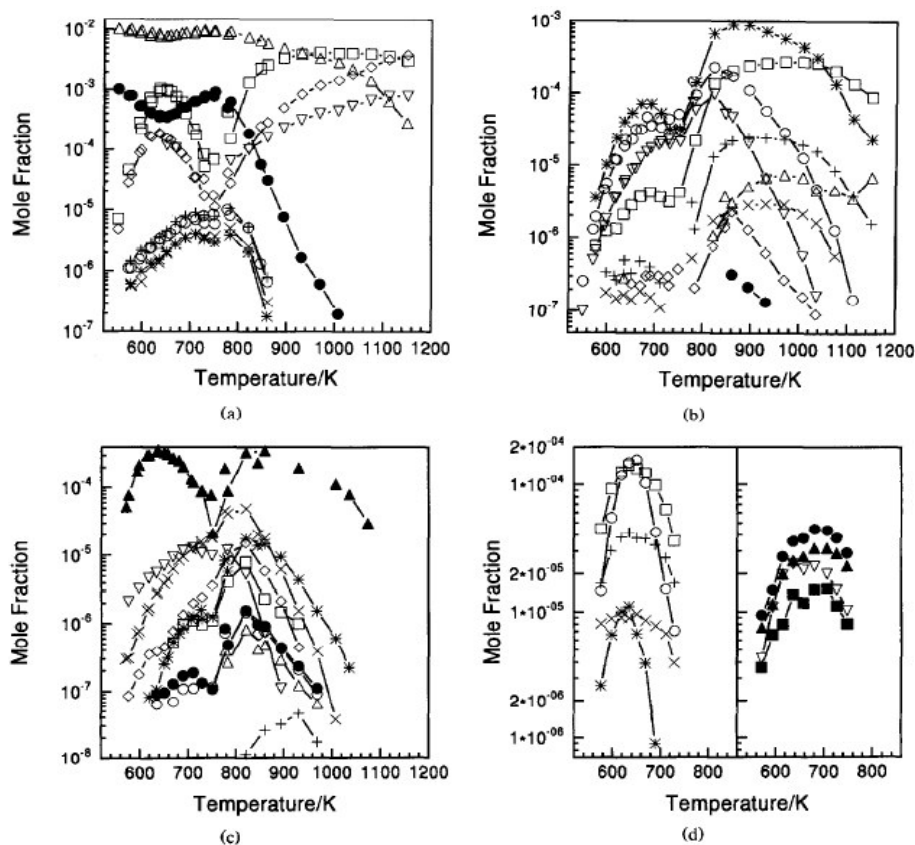 10⁻²
10⁻³
10⁻⁴
10⁻⁵
10⁻⁶
10⁻⁷
Mole Fraction
600 700 800 900 1000 1100 1200
Temperature/K
(a)
10⁻³
10⁻⁴
10⁻⁵
10⁻⁶
10⁻⁷
Mole Fraction
600 700 800 900 1000 1100 1200
Temperature/K
(b)
10⁻⁴
10⁻⁵
10⁻⁶
10⁻⁷
10⁻⁸
Mole Fraction
600 700 800 900 1000 1100 1200
Temperature/K
(c)
2*10⁻⁰⁴
1*10⁻⁰⁴
2*10⁻⁰⁵
1*10⁻⁰⁵
2*10⁻⁰⁶
1*10⁻⁰⁶
Mole Fraction
600 700 800 600 700 800
Temperature/K Temperature/K
(d)